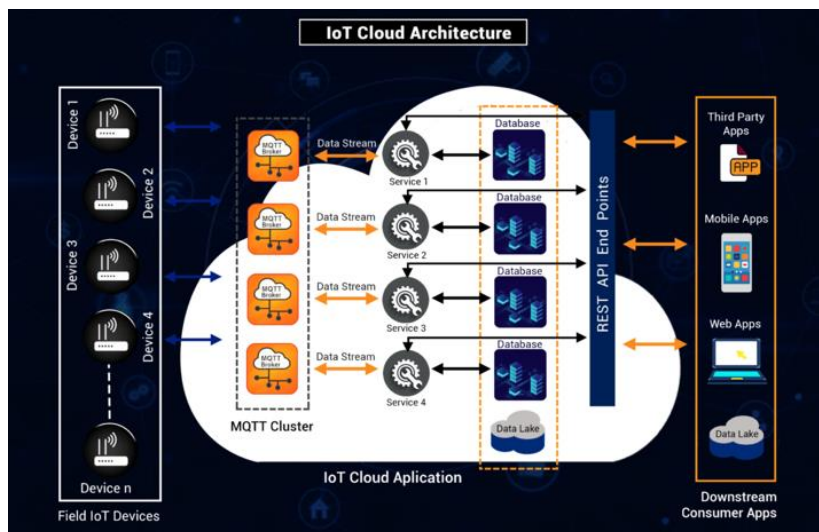 IoT Cloud Architecture
Device 1
Device 2
Device 3
Device 4
Device n
Field IoT Devices
MQTT
Broker
MQTT
Broker
MQTT
Broker
MQTT
Broker
MQTT Cluster
Data Stream
Data Stream
Data Stream
Data Stream
Service 1
Service 2
Service 3
Service 4
Database
Database
Database
Database
Data Lake
IoT Cloud Aplication
REST API End Points
Third Party
Apps
APP
Mobile Apps
Web Apps
Data Lake
Downstream
Consumer Apps